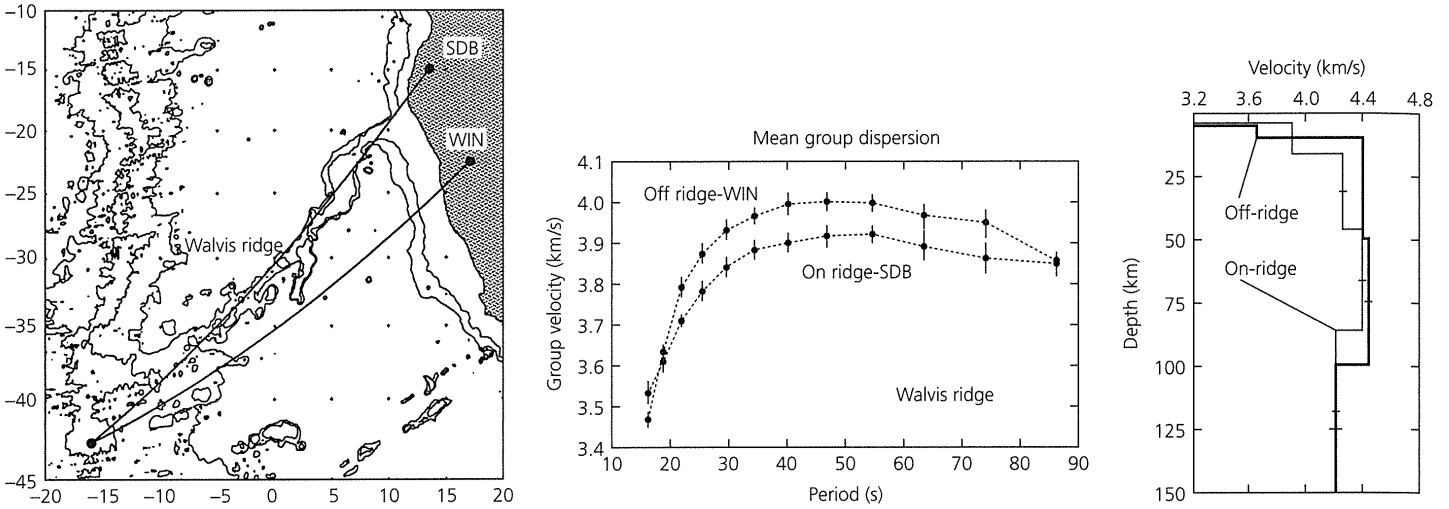 −10
−15
−20
−25
−30
−35
−40
−45
−20 −15 −10 −5 0 5 10 15 20
SDB
WIN
Walvis ridge
Mean group dispersion
Group velocity (km/s)
4.1
4.0
3.9
3.8
3.7
3.6
3.5
3.4
Off ridge-WIN
On ridge-SDB
Walvis ridge
10 20 30 40 50 60 70 80 90
Period (s)
Velocity (km/s)
3.2 3.6 4.0 4.4 4.8
Depth (km)
25
50
75
100
125
150
Off-ridge
On-ridge